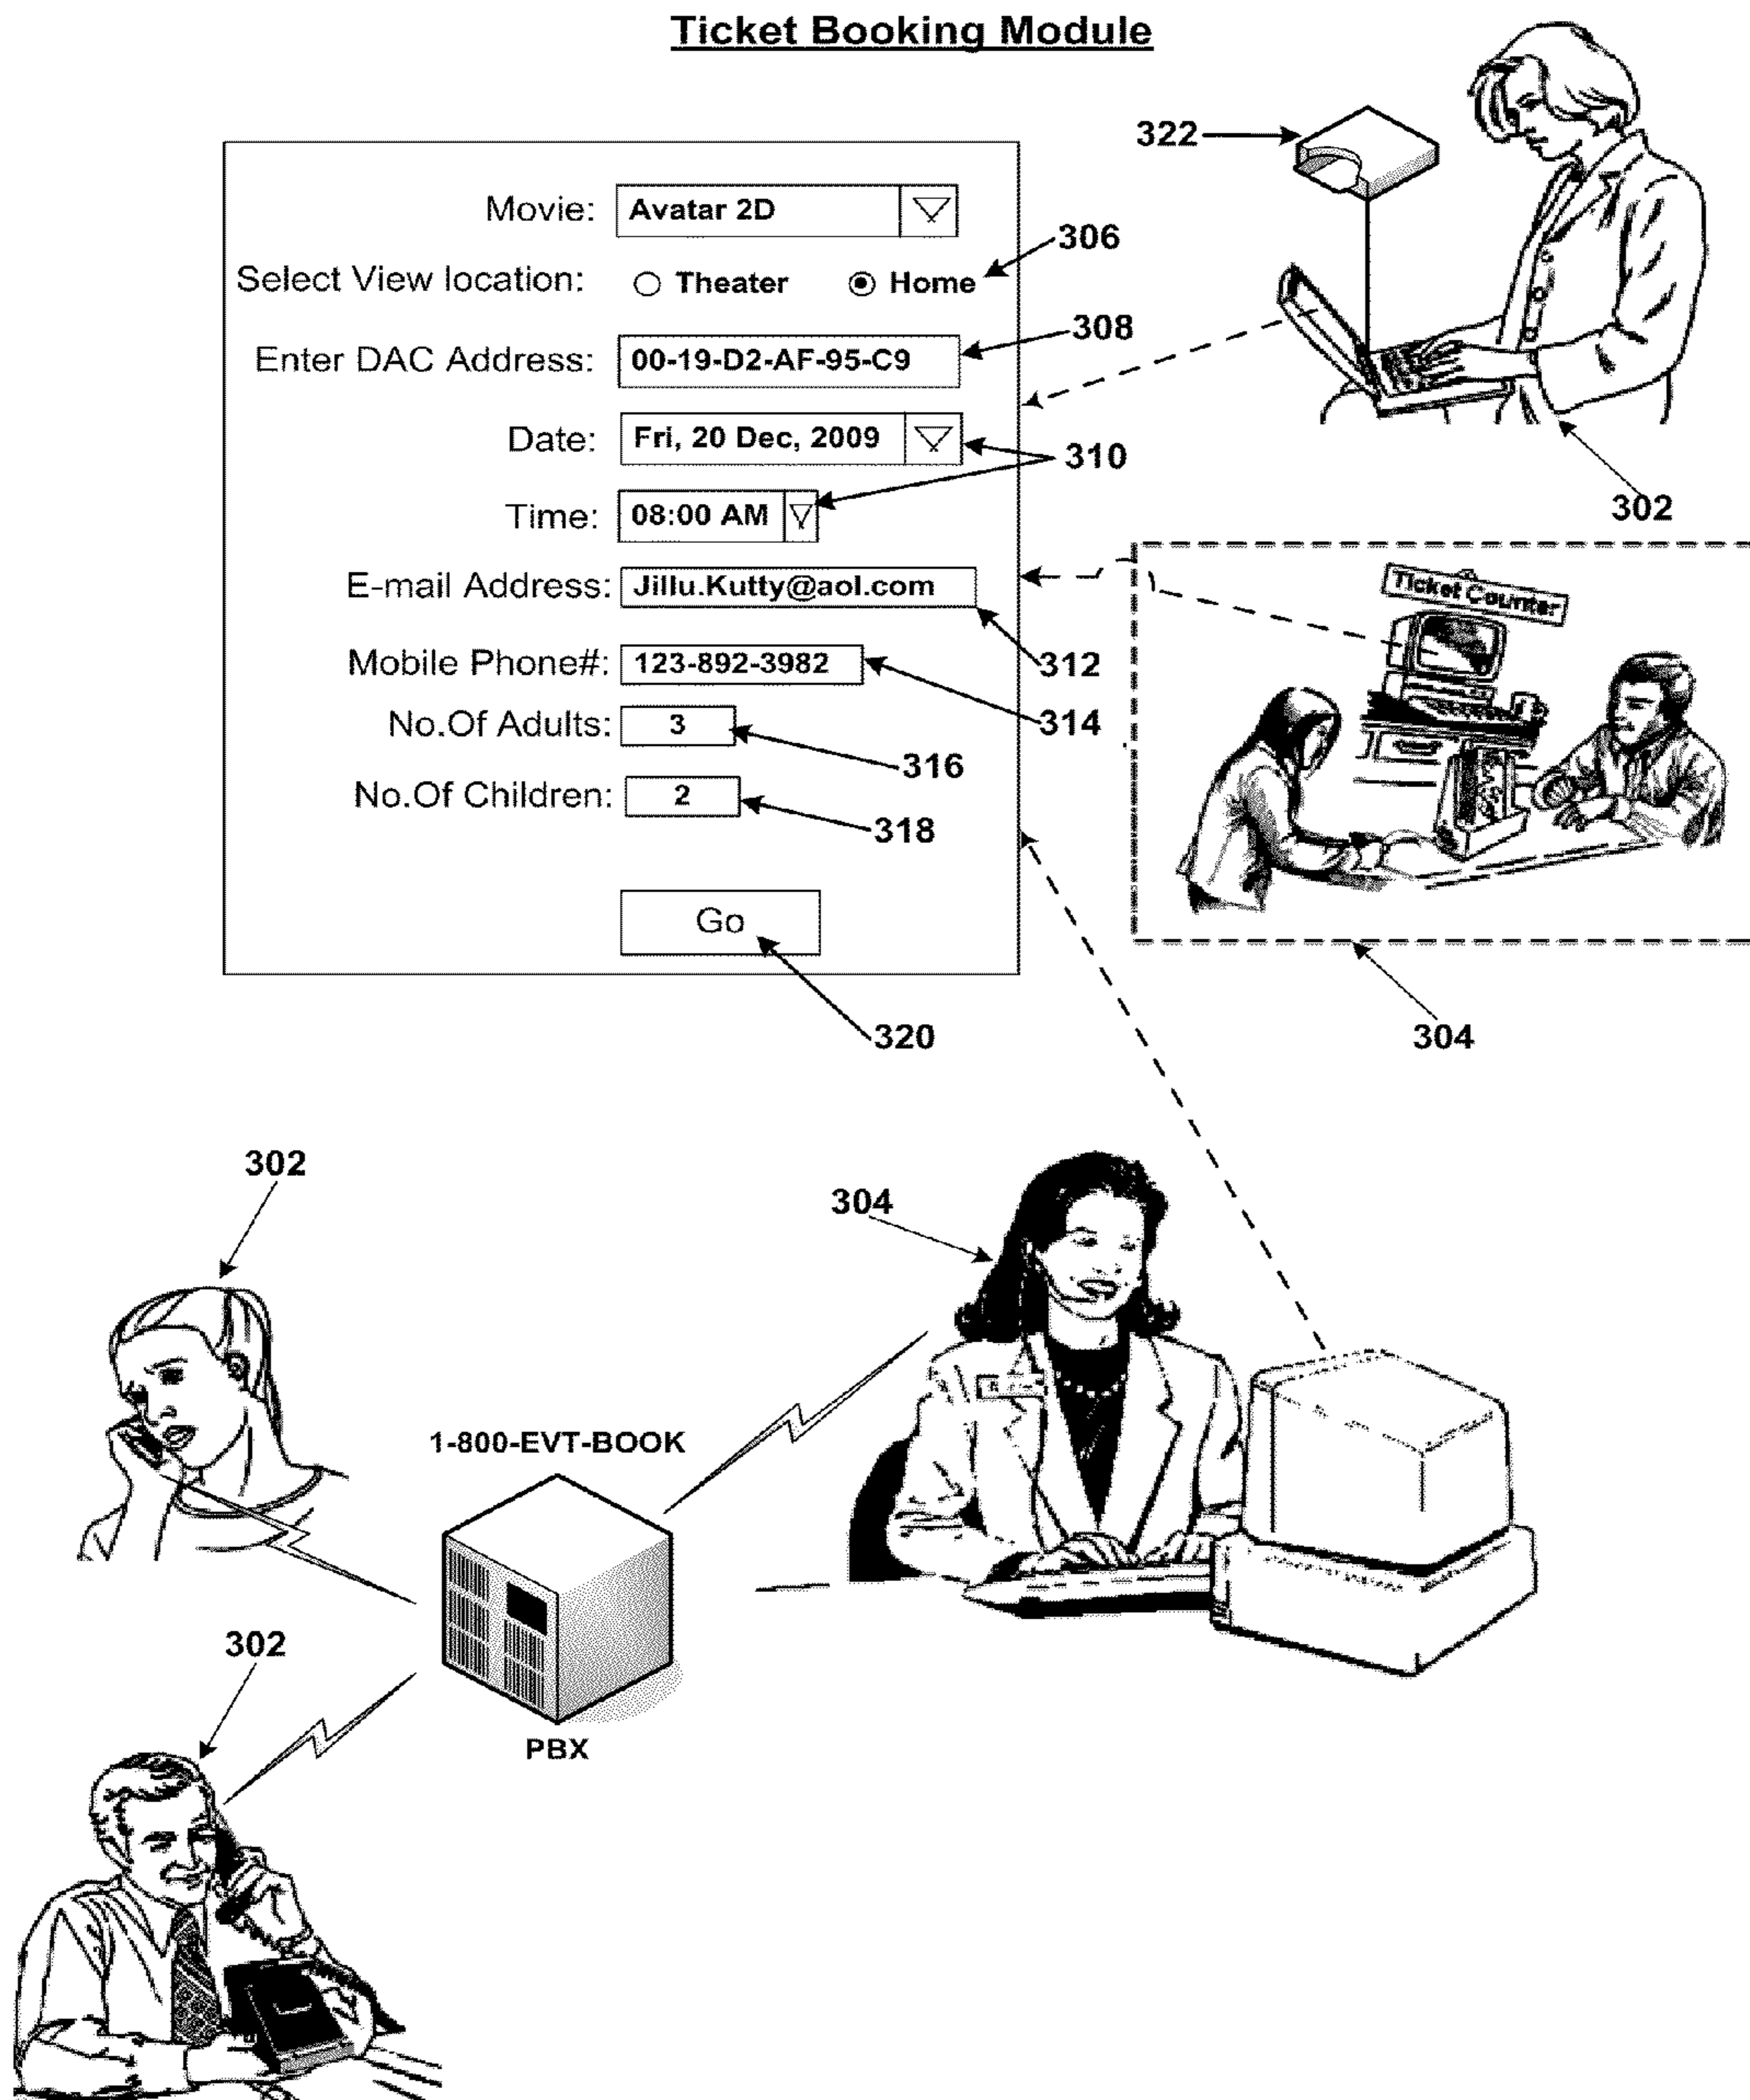 Ticket Booking Module
322
Movie: Avatar 2D
306
Select View location: Theater Home
308
Enter DAC Address: 00-19-D2-AF-95-C9
Date: Fri, 20 Dec, 2009
310
302
Time: 08:00 AM
E-mail Address: Jillu.Kutty@aol.com
Ticket Counter
312
Mobile Phone#: 123-892-3982
314
No.Of Adults: 3
316
No.Of Children: 2
318
Go
320
304
302
304
1-800-EVT-BOOK
302
PBX